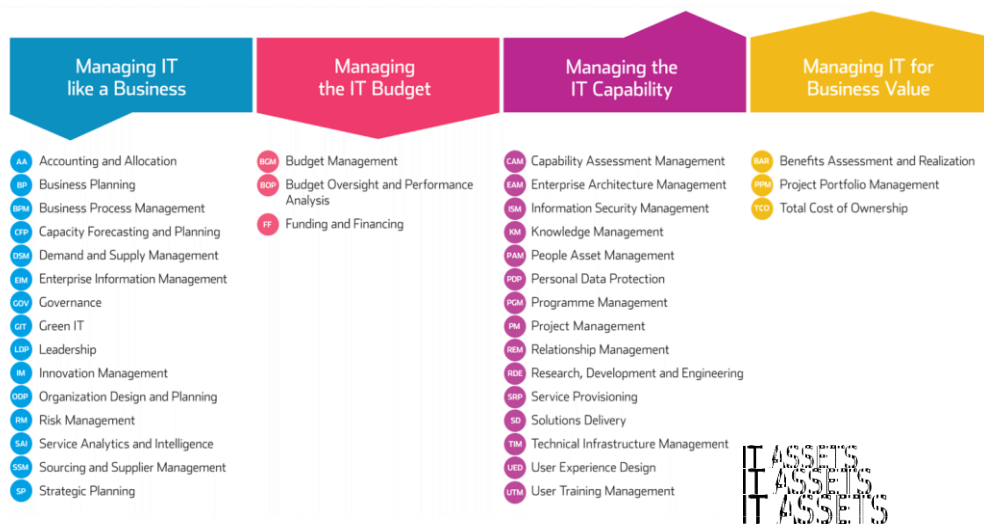 Managing IT
like a Business
AA Accounting and Allocation
BP Business Planning
BPM Business Process Management
CFP Capacity Forecasting and Planning
DSM Demand and Supply Management
EIM Enterprise Information Management
GOV Governance
GIT Green IT
LDP Leadership
IM Innovation Management
ODP Organization Design and Planning
RM Risk Management
SAI Service Analytics and Intelligence
SSM Sourcing and Supplier Management
SP Strategic Planning
Managing
the IT Budget
BGM Budget Management
BOP Budget Oversight and Performance
Analysis
FF Funding and Financing
Managing the
IT Capability
CAM Capability Assessment Management
EAM Enterprise Architecture Management
ISM Information Security Management
KM Knowledge Management
PAM People Asset Management
PDP Personal Data Protection
PGM Programme Management
PM Project Management
REM Relationship Management
RDE Research, Development and Engineering
SRP Service Provisioning
SD Solutions Delivery
TIM Technical Infrastructure Management
UED User Experience Design
UTM User Training Management
Managing IT for
Business Value
BAR Benefits Assessment and Realization
PPM Project Portfolio Management
TCO Total Cost of Ownership
IT ASSETS
IT ASSETS
IT ASSETS